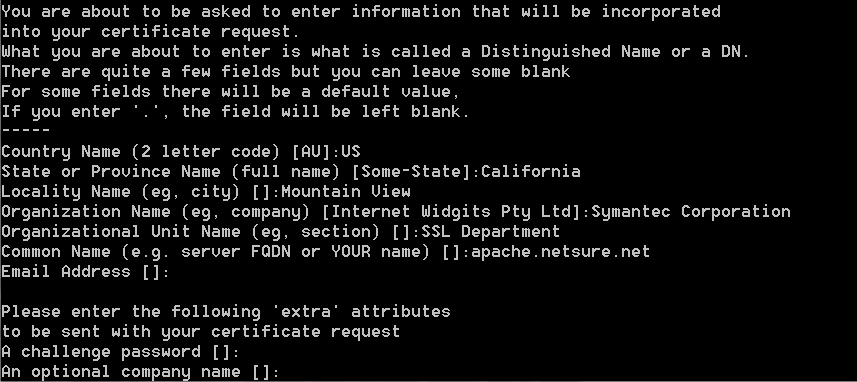 You are about to be asked to enter information that will be incorporated
into your certificate request.
What you are about to enter is what is called a Distinguished Name or a DN.
There are quite a few fields but you can leave some blank
For some fields there will be a default value,
If you enter '.', the field will be left blank.
-----
Country Name (2 letter code) [AU]:US
State or Province Name (full name) [Some-State]:California
Locality Name (eg, city) []:Mountain View
Organization Name (eg, company) [Internet Widgits Pty Ltd]:Symantec Corporation
Organizational Unit Name (eg, section) []:SSL Department
Common Name (e.g. server FQDN or YOUR name) []:apache.netsure.net
Email Address []:
Please enter the following 'extra' attributes
to be sent with your certificate request
A challenge password []:
An optional company name []: